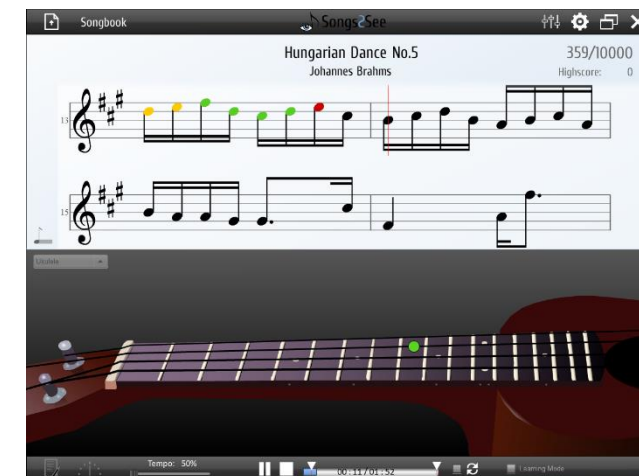 Songbook
Songs2See
Hungarian Dance No.5
359/10000
Johannes Brahms
Highscore: 0
13
15
Ukulele
Tempo: 50%
00:11/01:52
Learning Mode